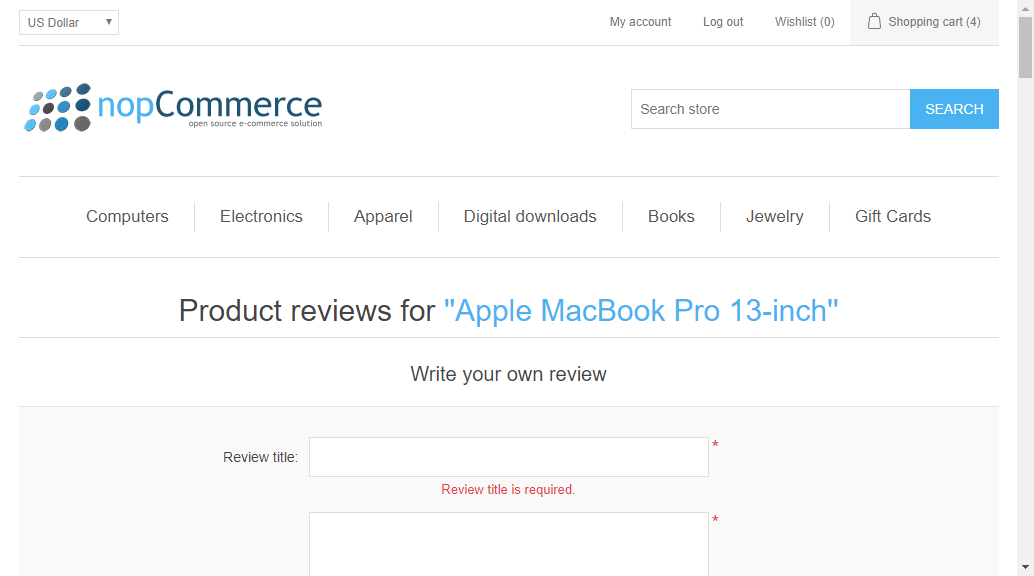 US Dollar
My account
Log out
Wishlist (0)
Shopping cart (4)
nopCommerce
open source e-commerce solution
Search store
SEARCH
Computers
Electronics
Apparel
Digital downloads
Books
Jewelry
Gift Cards
Product reviews for "Apple MacBook Pro 13-inch"
Write your own review
Review title:
*
Review title is required.
*